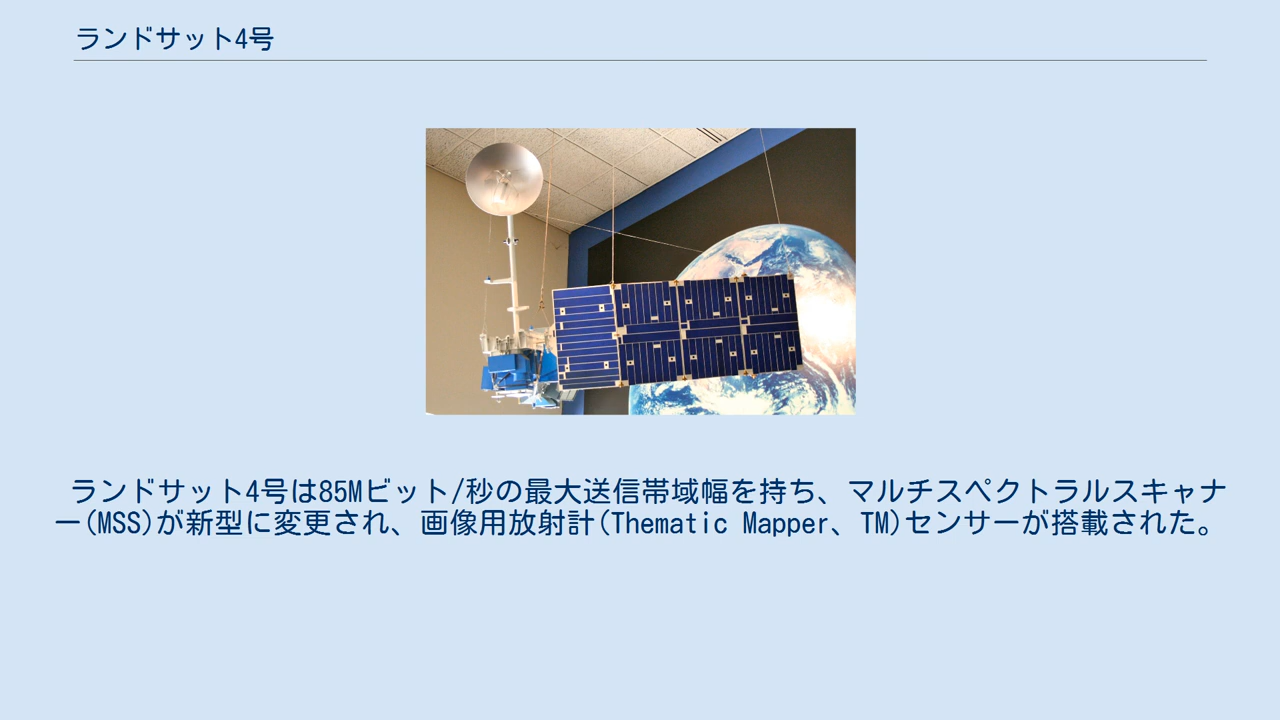 ランドサット4号
ランドサット4号は85Mビット/秒の最大送信帯域幅を持ち、マルチスペクトラルスキャナ
ー(MSS)が新型に変更され、画像用放射計(Thematic Mapper、TM)センサーが搭載された。